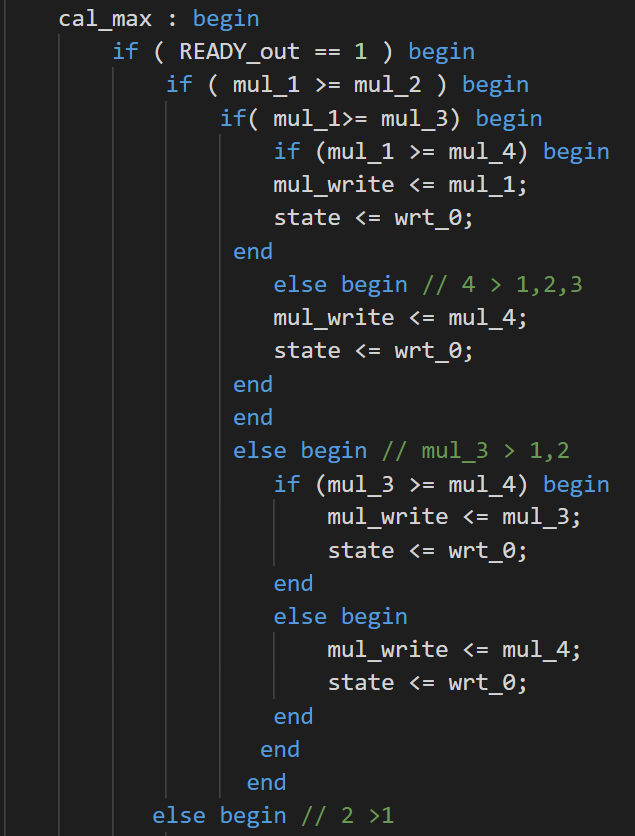 cal_max : begin
if ( READY_out == 1 ) begin
if ( mul_1 >= mul_2 ) begin
if( mul_1>= mul_3) begin
if (mul_1 >= mul_4) begin
mul_write <= mul_1;
state <= wrt_0;
end
else begin // 4 > 1,2,3
mul_write <= mul_4;
state <= wrt_0;
end
end
else begin // mul_3 > 1,2
if (mul_3 >= mul_4) begin
mul_write <= mul_3;
state <= wrt_0;
end
else begin
mul_write <= mul_4;
state <= wrt_0;
end
end
end
else begin // 2 >1